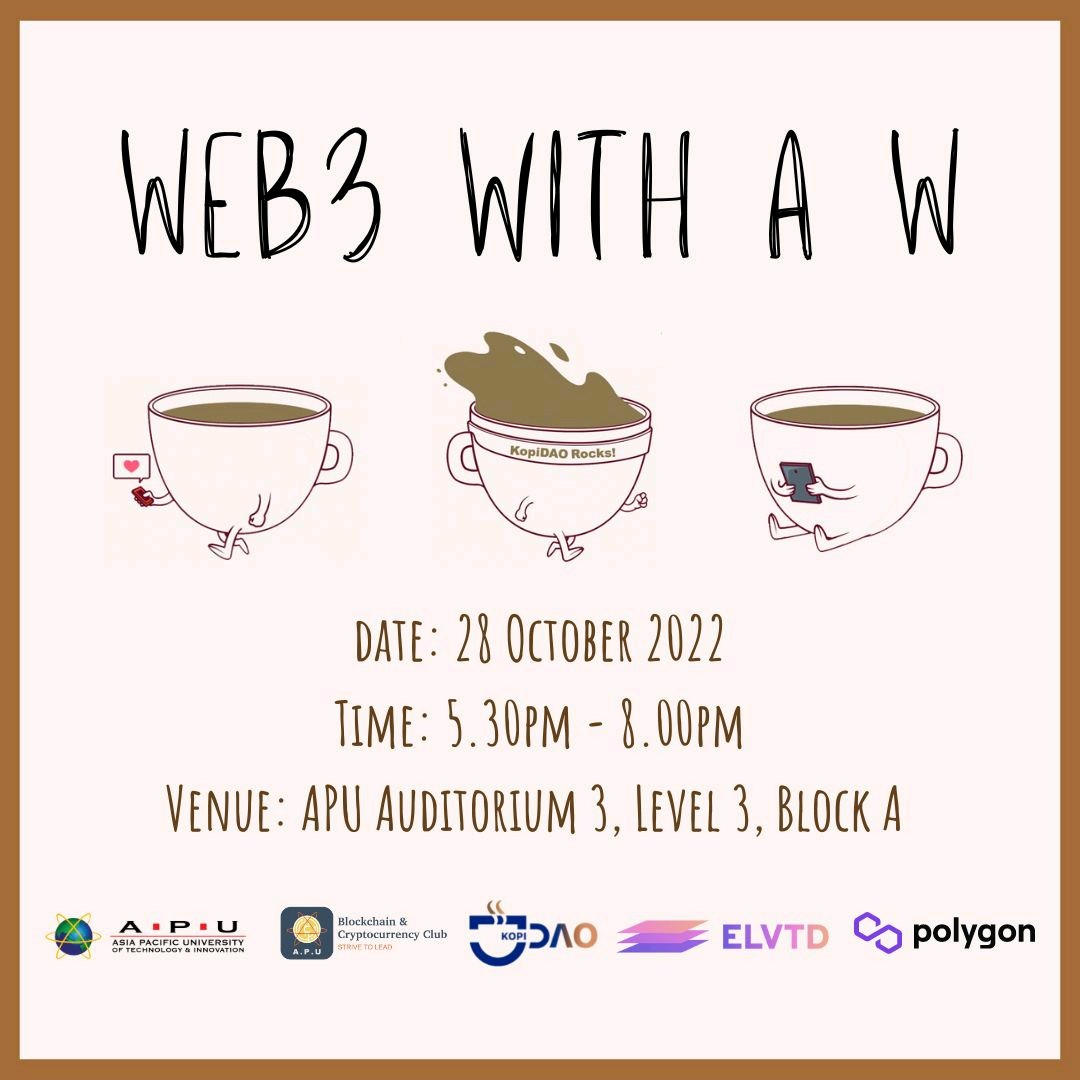 WEB3 WITH A W
KopiDAO Rocks!
DATE: 28 OCTOBER 2022
TIME: 5.30PM - 8.00PM
VENUE: APU AUDITORIUM 3, LEVEL 3, BLOCK A
A·P·U
ASIA PACIFIC UNIVERSITY
OF TECHNOLOGY & INNOVATION
A.P.U
Blockchain &
Cryptocurrency Club
STRIVE TO LEAD
KOPI DAO
ELVTD
polygon